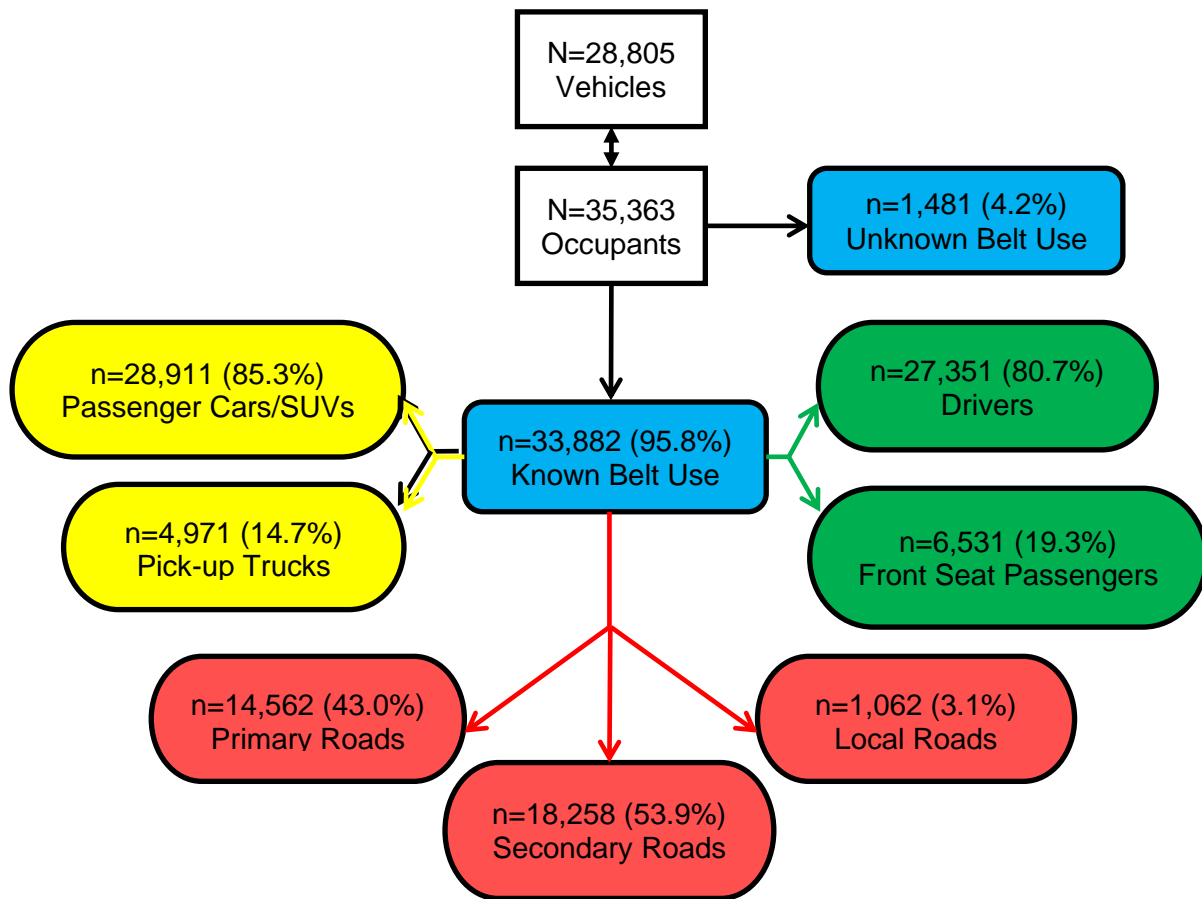 N=28,805
Vehicles
N=35,363
Occupants
n=1,481 (4.2%)
Unknown Belt Use
n=28,911 (85.3%)
Passenger Cars/SUVs
n=27,351 (80.7%)
Drivers
n=33,882 (95.8%)
Known Belt Use
n=4,971 (14.7%)
Pick-up Trucks
n=6,531 (19.3%)
Front Seat Passengers
n=14,562 (43.0%)
Primary Roads
n=1,062 (3.1%)
Local Roads
n=18,258 (53.9%)
Secondary Roads